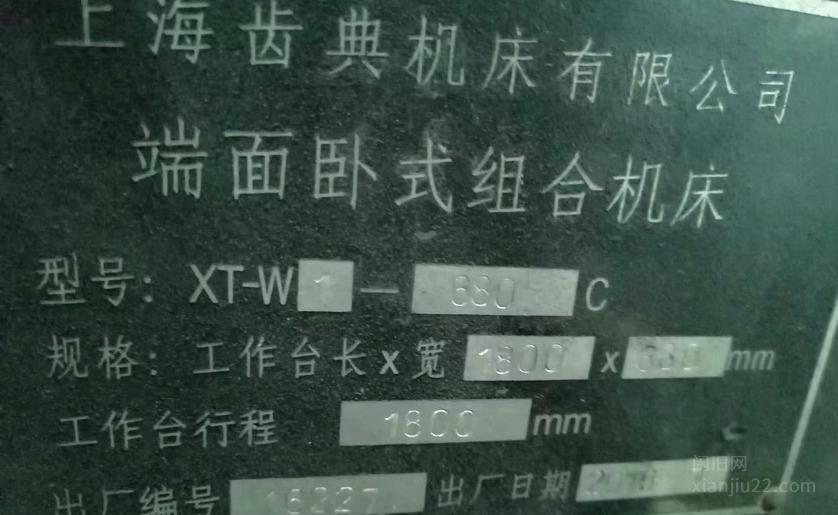 上海齿典机床有限公司
端面卧式组合机床
型号：XT-W1-680C
规格：工作台长x宽 1800 x 680 mm
工作台行程 1800 mm
出厂编号 出厂日期
闲旧网
xianjiu22.com